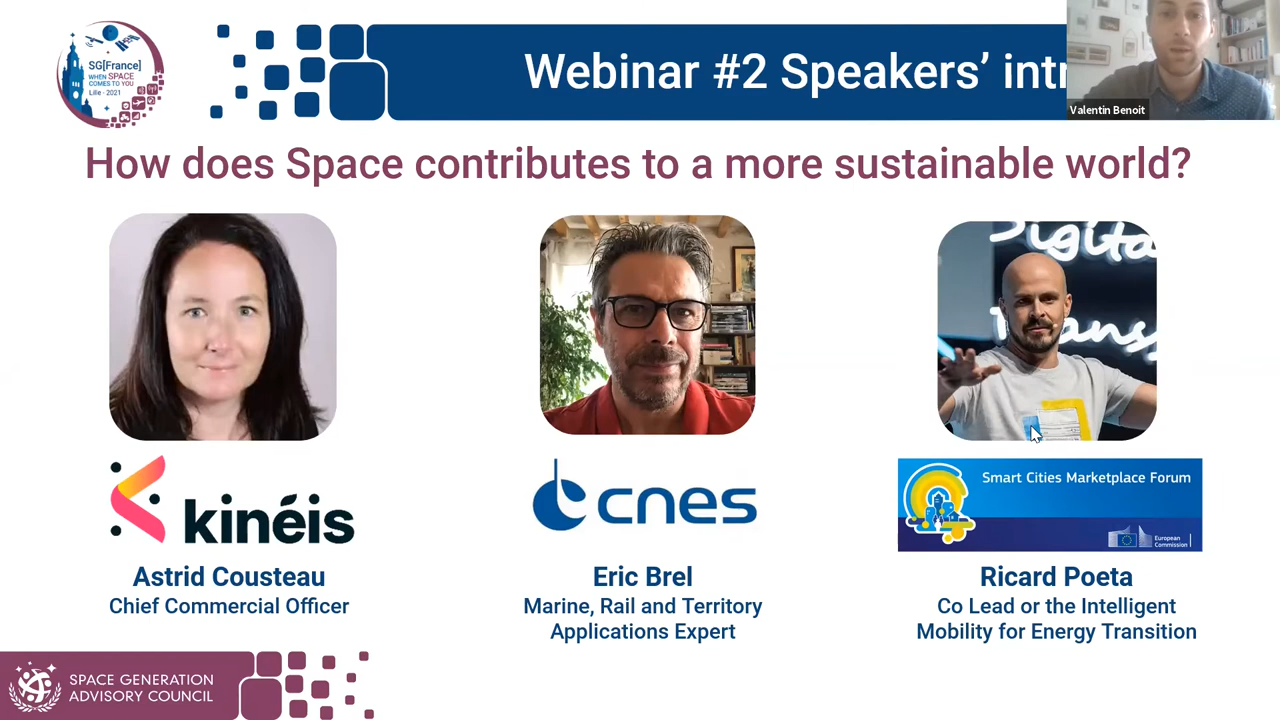 SG[France]
WHEN SPACE
COMES TO YOU
Lille - 2021
Webinar #2 Speakers' intr
Valentin Benoit
How does Space contributes to a more sustainable world?
Digita
Transf
kinéis
cnes
Smart Cities Marketplace Forum
European
Commission
Astrid Cousteau
Chief Commercial Officer
Eric Brel
Marine, Rail and Territory
Applications Expert
Ricard Poeta
Co Lead or the Intelligent
Mobility for Energy Transition
SPACE GENERATION
ADVISORY COUNCIL